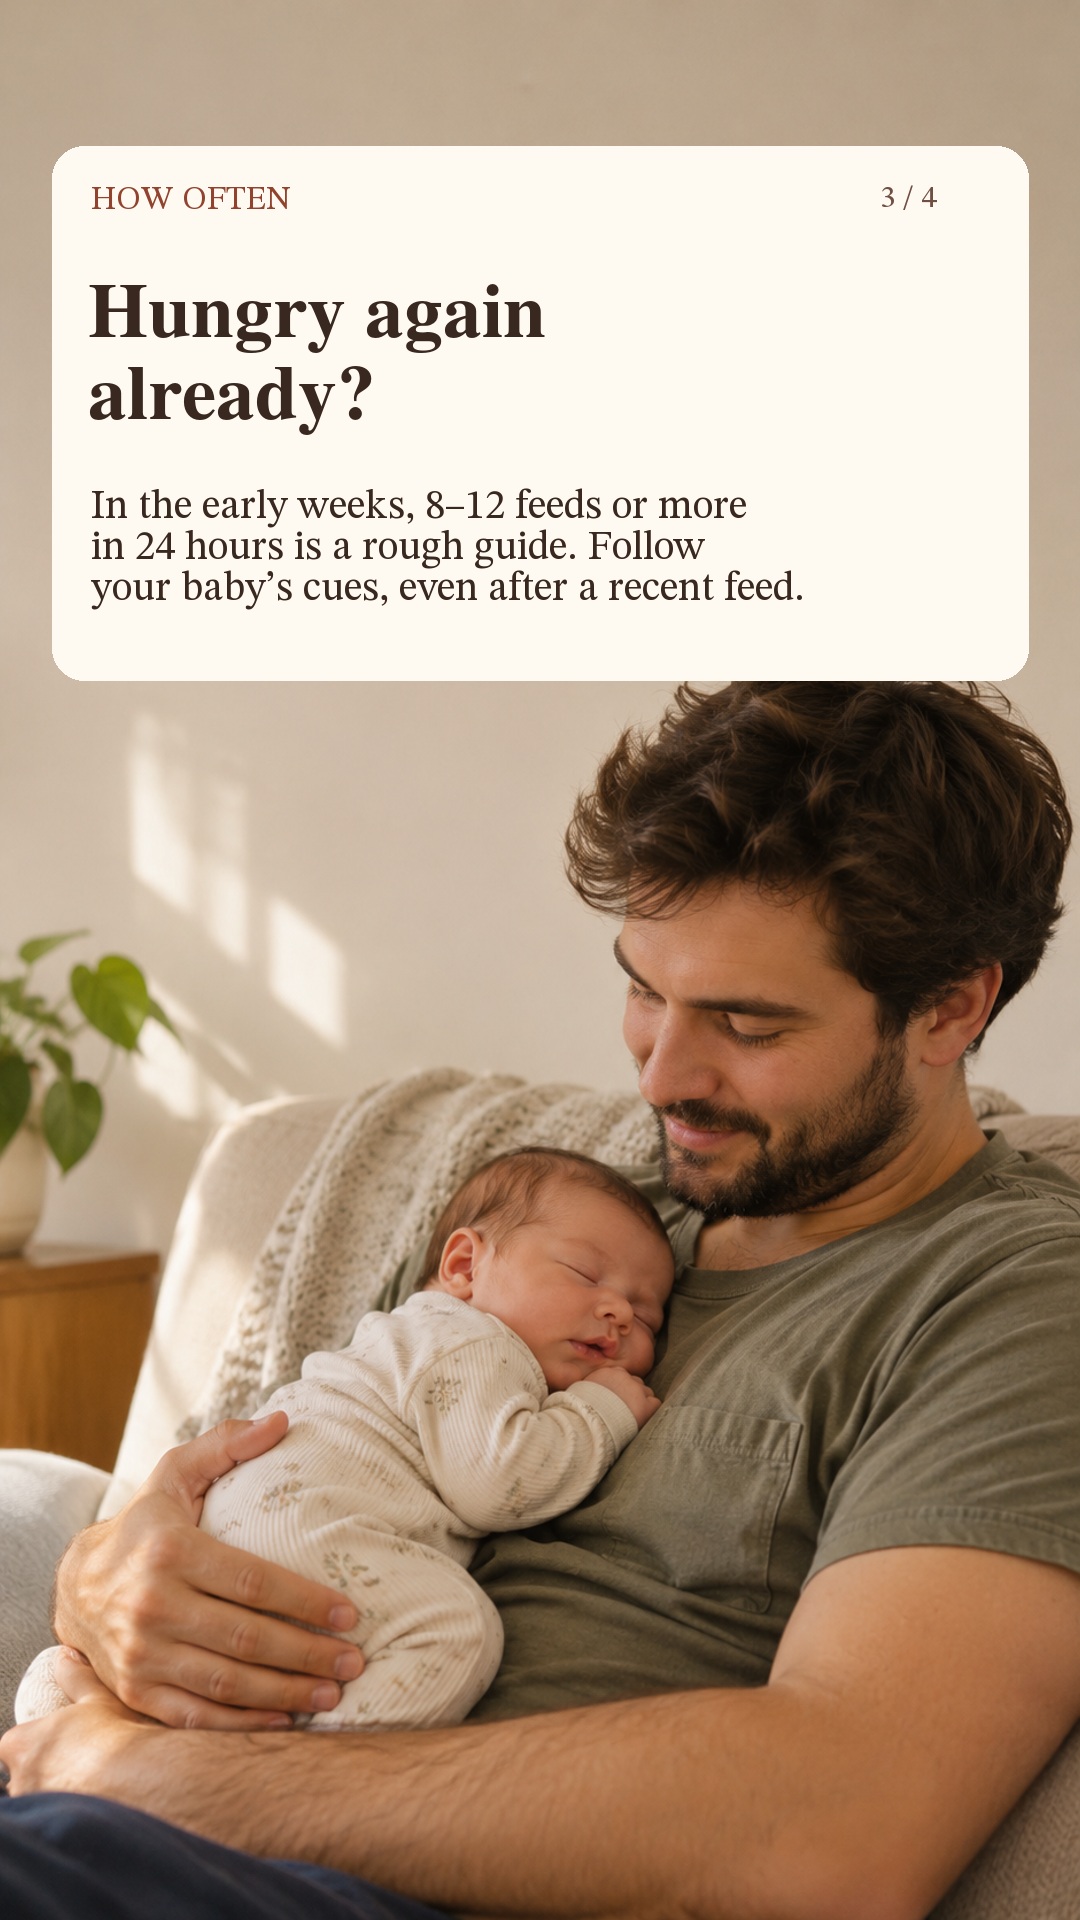 HOW OFTEN
3 / 4
Hungry again
already?
In the early weeks, 8–12 feeds or more
in 24 hours is a rough guide. Follow
your baby’s cues, even after a recent feed.